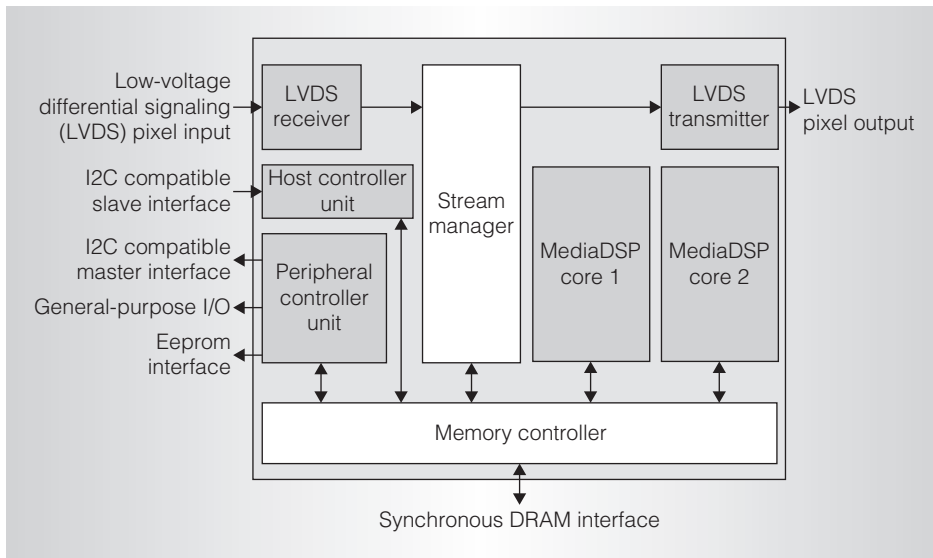 Low-voltage
differential signaling
(LVDS) pixel input
LVDS
receiver
LVDS
transmitter
LVDS
pixel output
I2C compatible
slave interface
Host controller
unit
Stream
manager
MediaDSP
core 1
MediaDSP
core 2
I2C compatible
master interface
General-purpose I/O
Eeprom
interface
Peripheral
controller
unit
Memory controller
Synchronous DRAM interface